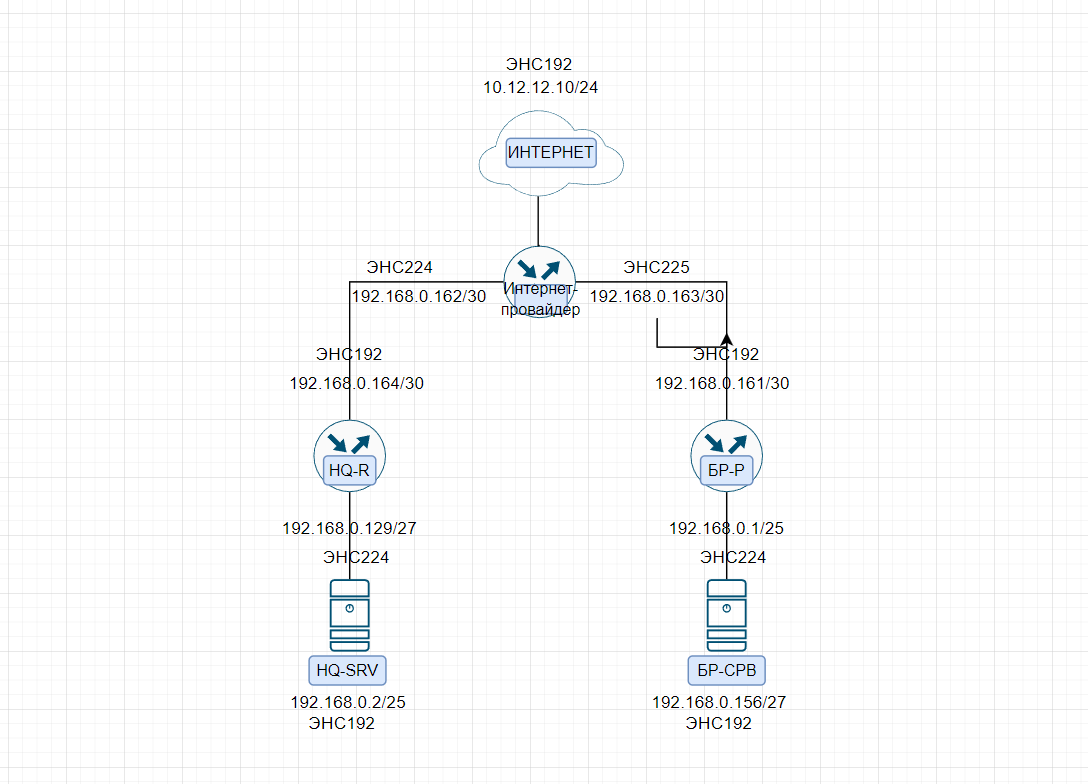 ЭНС192
10.12.12.10/24
ИНТЕРНЕТ
ЭНС224
ЭНС225
192.168.0.162/30
Интернет-
провайдер
192.168.0.163/30
ЭНС192
ЭНС192
192.168.0.164/30
192.168.0.161/30
HQ-R
БР-Р
192.168.0.129/27
192.168.0.1/25
ЭНС224
ЭНС224
HQ-SRV
БР-СРВ
192.168.0.2/25
192.168.0.156/27
ЭНС192
ЭНС192